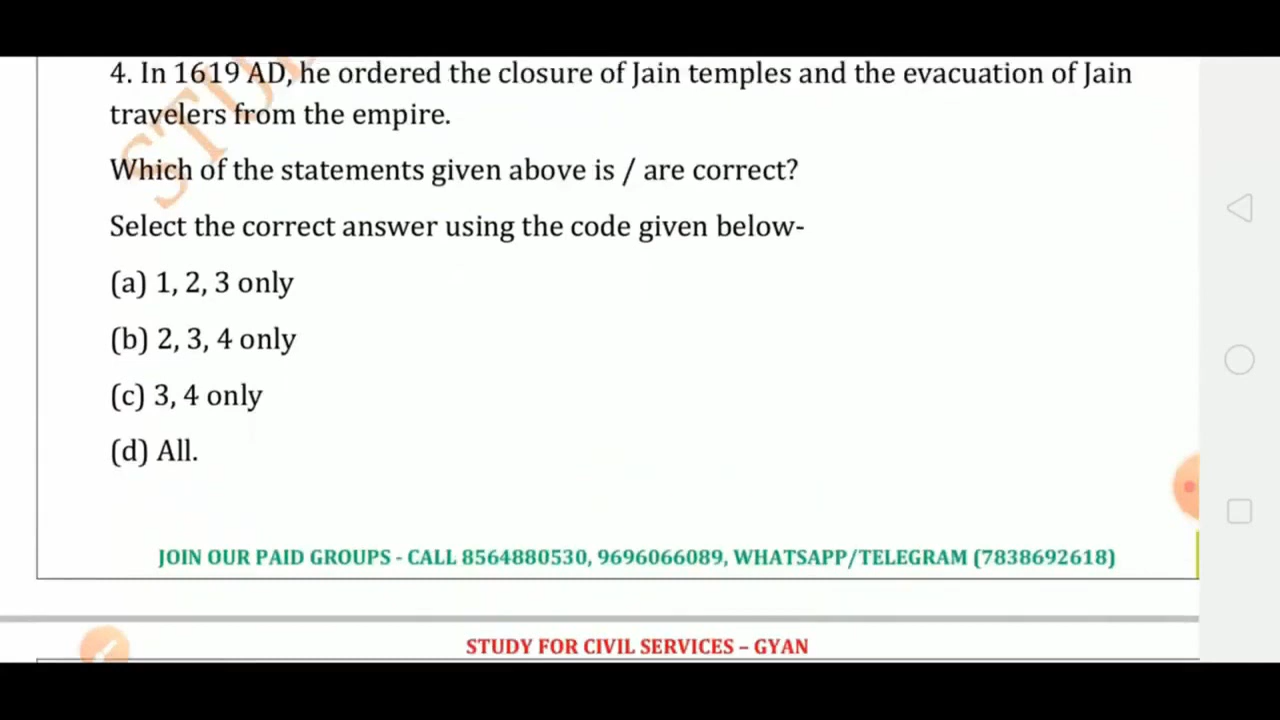 4. In 1619 AD, he ordered the closure of Jain temples and the evacuation of Jain
travelers from the empire.
Which of the statements given above is / are correct?
Select the correct answer using the code given below-
(a) 1, 2, 3 only
(b) 2, 3, 4 only
(c) 3, 4 only
(d) All.
JOIN OUR PAID GROUPS - CALL 8564880530, 9696066089, WHATSAPP/TELEGRAM (7838692618)
STUDY FOR CIVIL SERVICES – GYAN